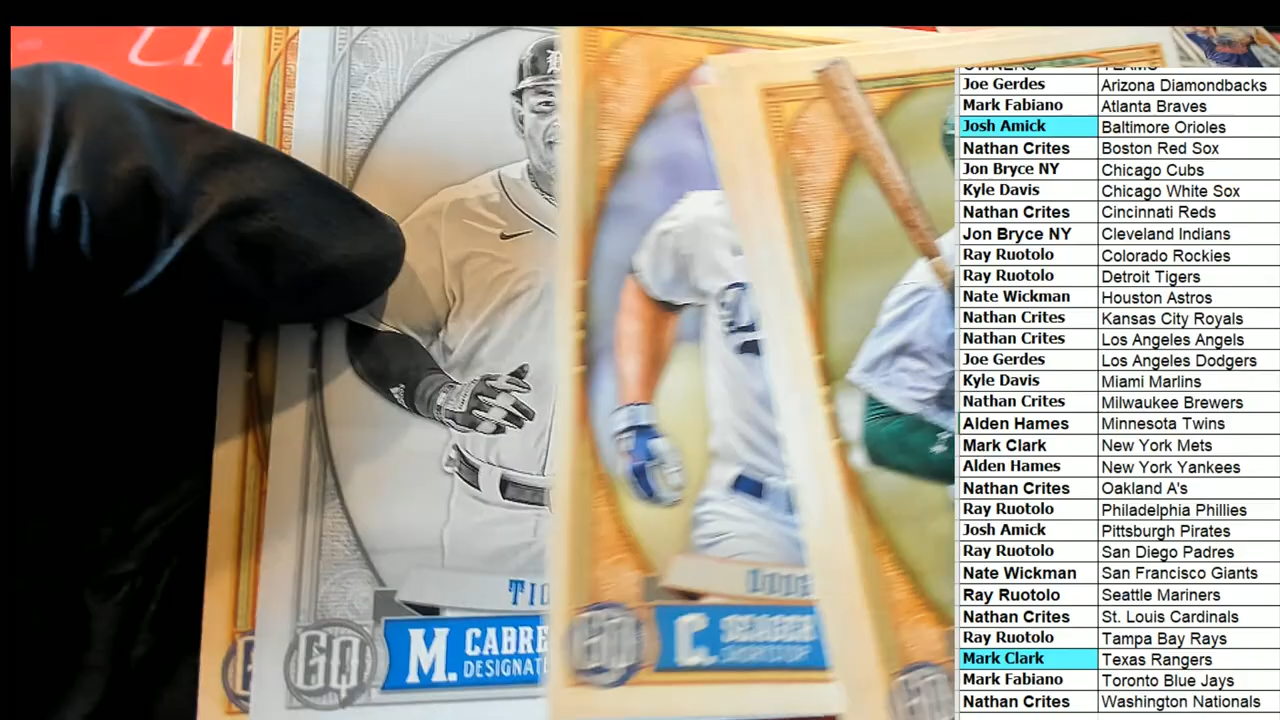 OWNERS TEAMS
Joe Gerdes Arizona Diamondbacks
Mark Fabiano Atlanta Braves
Josh Amick Baltimore Orioles
Nathan Crites Boston Red Sox
Jon Bryce NY Chicago Cubs
Kyle Davis Chicago White Sox
Nathan Crites Cincinnati Reds
Jon Bryce NY Cleveland Indians
Ray Ruotolo Colorado Rockies
Ray Ruotolo Detroit Tigers
Nate Wickman Houston Astros
Nathan Crites Kansas City Royals
Nathan Crites Los Angeles Angels
Joe Gerdes Los Angeles Dodgers
Kyle Davis Miami Marlins
Nathan Crites Milwaukee Brewers
Alden Hames Minnesota Twins
Mark Clark New York Mets
Alden Hames New York Yankees
Nathan Crites Oakland A's
Ray Ruotolo Philadelphia Phillies
Josh Amick Pittsburgh Pirates
Ray Ruotolo San Diego Padres
Nate Wickman San Francisco Giants
Ray Ruotolo Seattle Mariners
Nathan Crites St. Louis Cardinals
Ray Ruotolo Tampa Bay Rays
Mark Clark Texas Rangers
Mark Fabiano Toronto Blue Jays
Nathan Crites Washington Nationals
TIG
GQ M. CABRE
DESIGNAT
GQ C. SEAGER